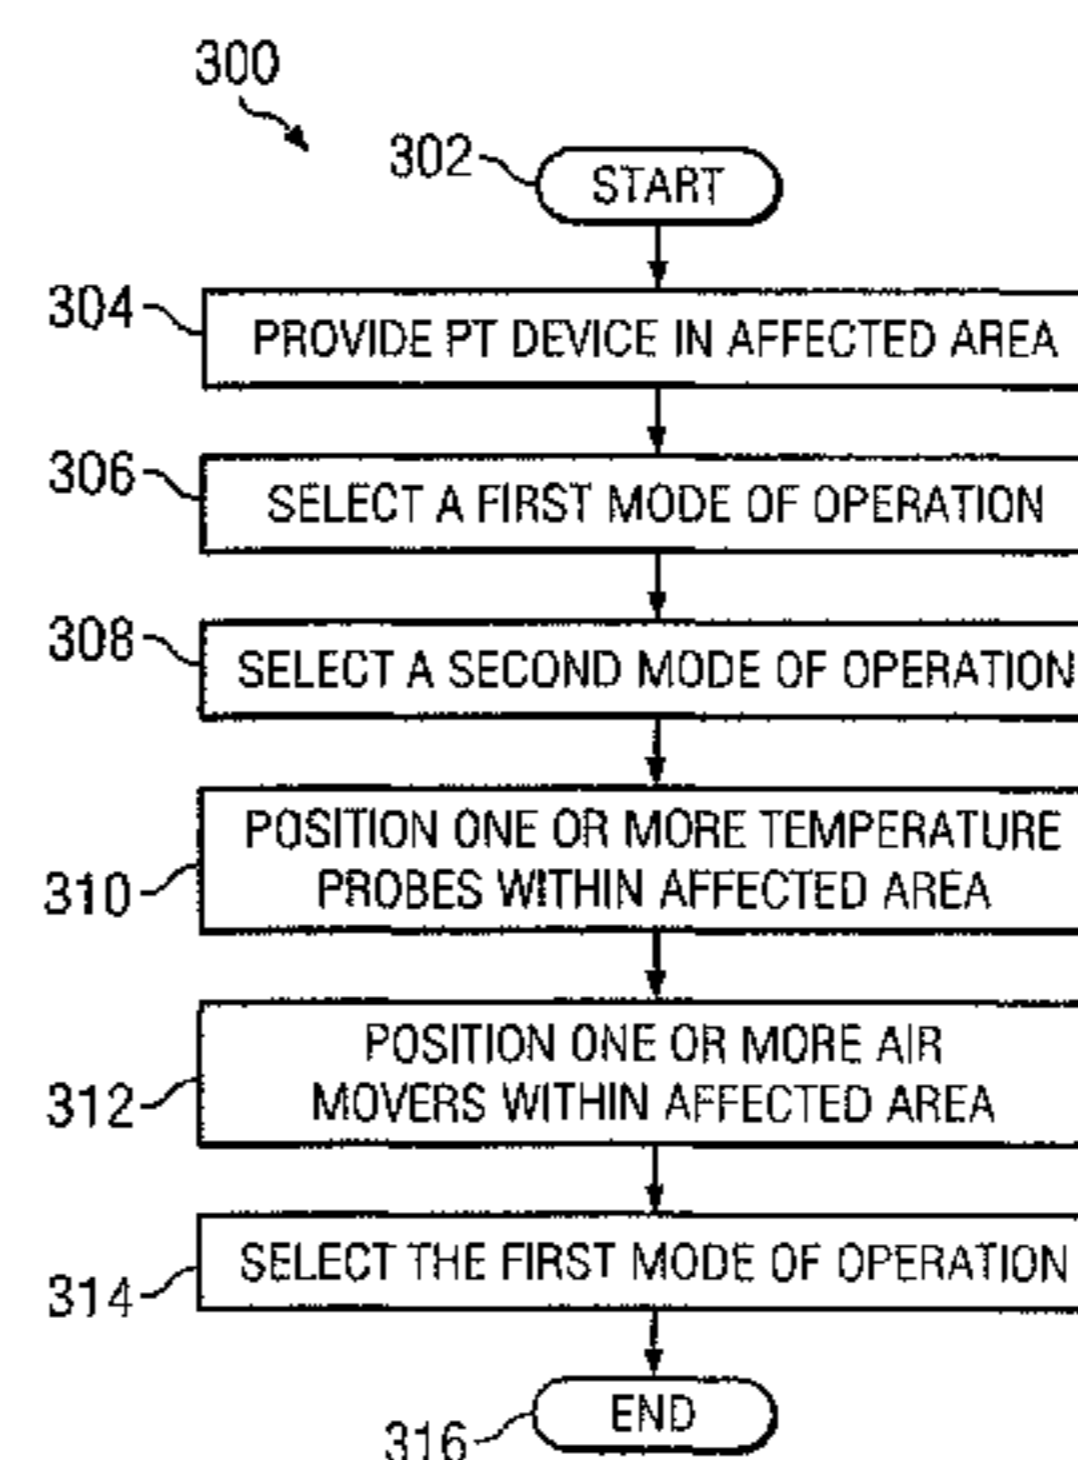 300
302
START
304
PROVIDE PT DEVICE IN AFFECTED AREA
306
SELECT A FIRST MODE OF OPERATION
308
SELECT A SECOND MODE OF OPERATION
310
POSITION ONE OR MORE TEMPERATURE
PROBES WITHIN AFFECTED AREA
312
POSITION ONE OR MORE AIR
MOVERS WITHIN AFFECTED AREA
314
SELECT THE FIRST MODE OF OPERATION
316
END